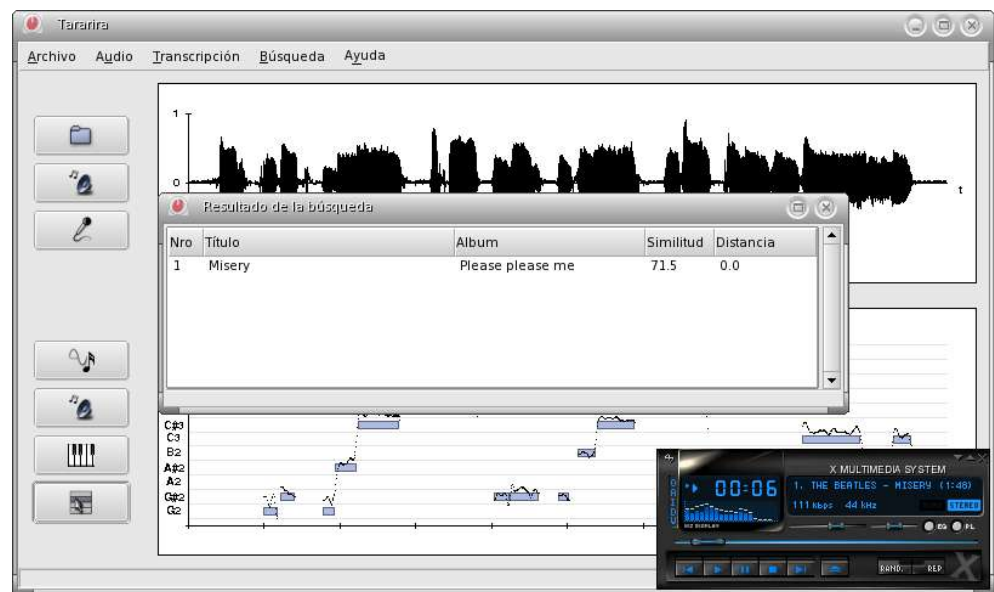 Tararira
Archivo Audio Transcripción Búsqueda Ayuda
1
0
t
Resultado de la búsqueda
Nro Título Album Similitud Distancia
1 Misery Please please me 71.5 0.0
C#3
C3
B2
A#2
A2
G#2
G2
X MULTIMEDIA SYSTEM
00:06
1. THE BEATLES - MISERY (1:48)
111 kbps 44 kHz
STEREO
EQ PL
RAND. REP
X